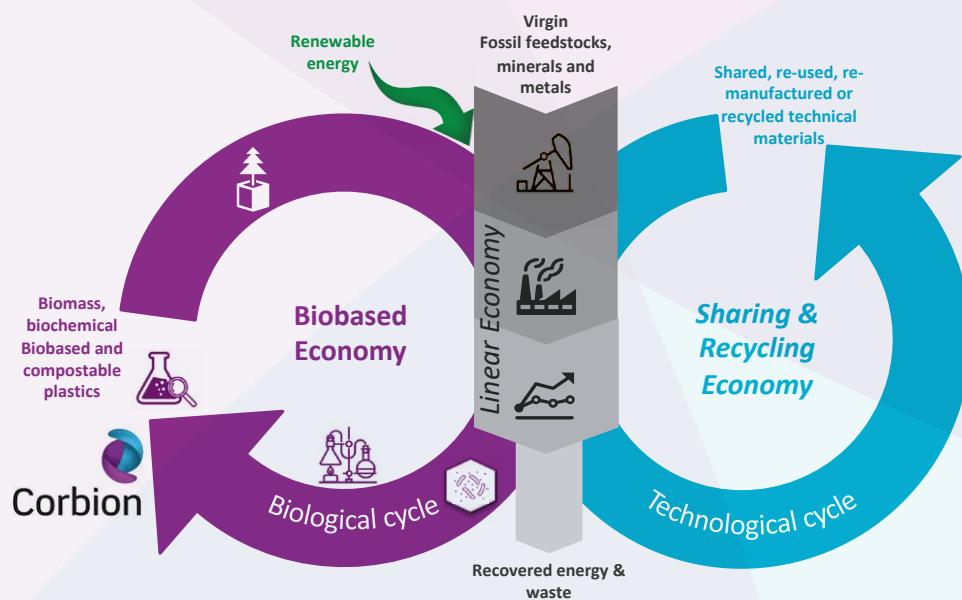 Renewable
energy
Virgin
Fossil feedstocks,
minerals and
metals
Shared, re-used, re-
manufactured or
recycled technical
materials
Biomass,
biochemical
Biobased and
compostable
plastics
Biobased
Economy
Linear Economy
Sharing &
Recycling
Economy
Corbion
Biological cycle
Technological cycle
Recovered energy &
waste